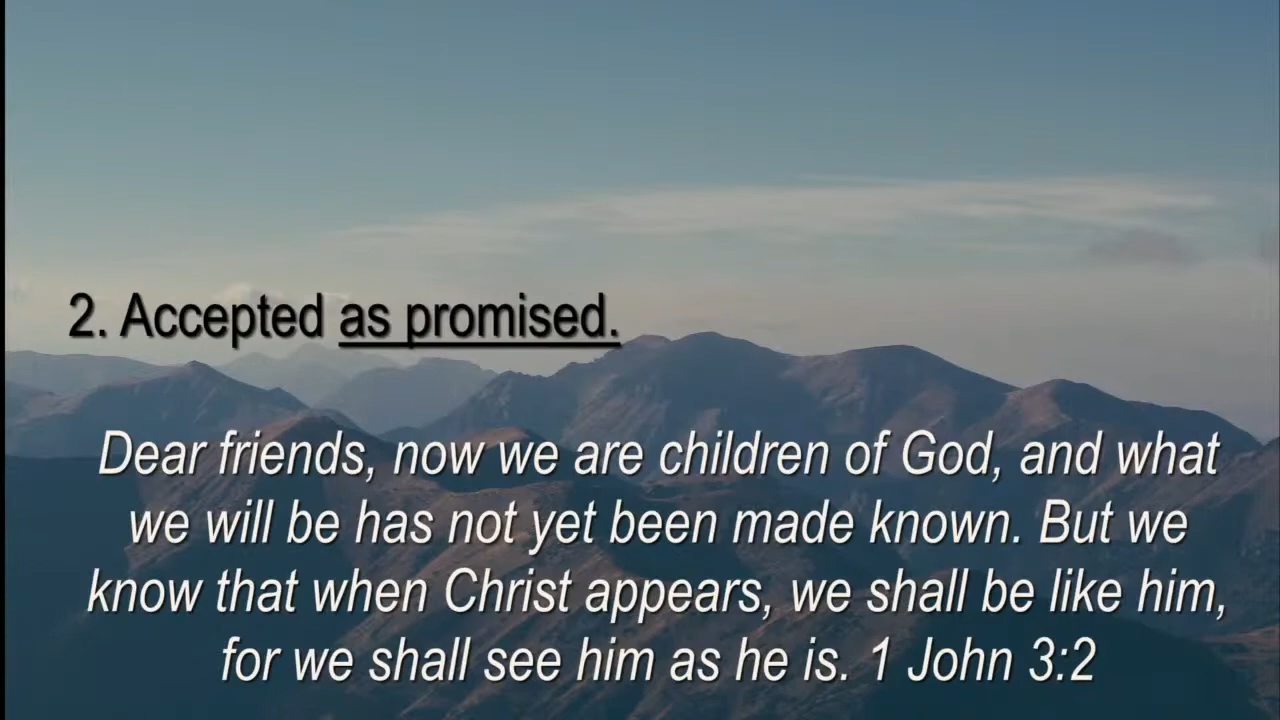 2. Accepted as promised.
Dear friends, now we are children of God, and what
we will be has not yet been made known. But we
know that when Christ appears, we shall be like him,
for we shall see him as he is. 1 John 3:2